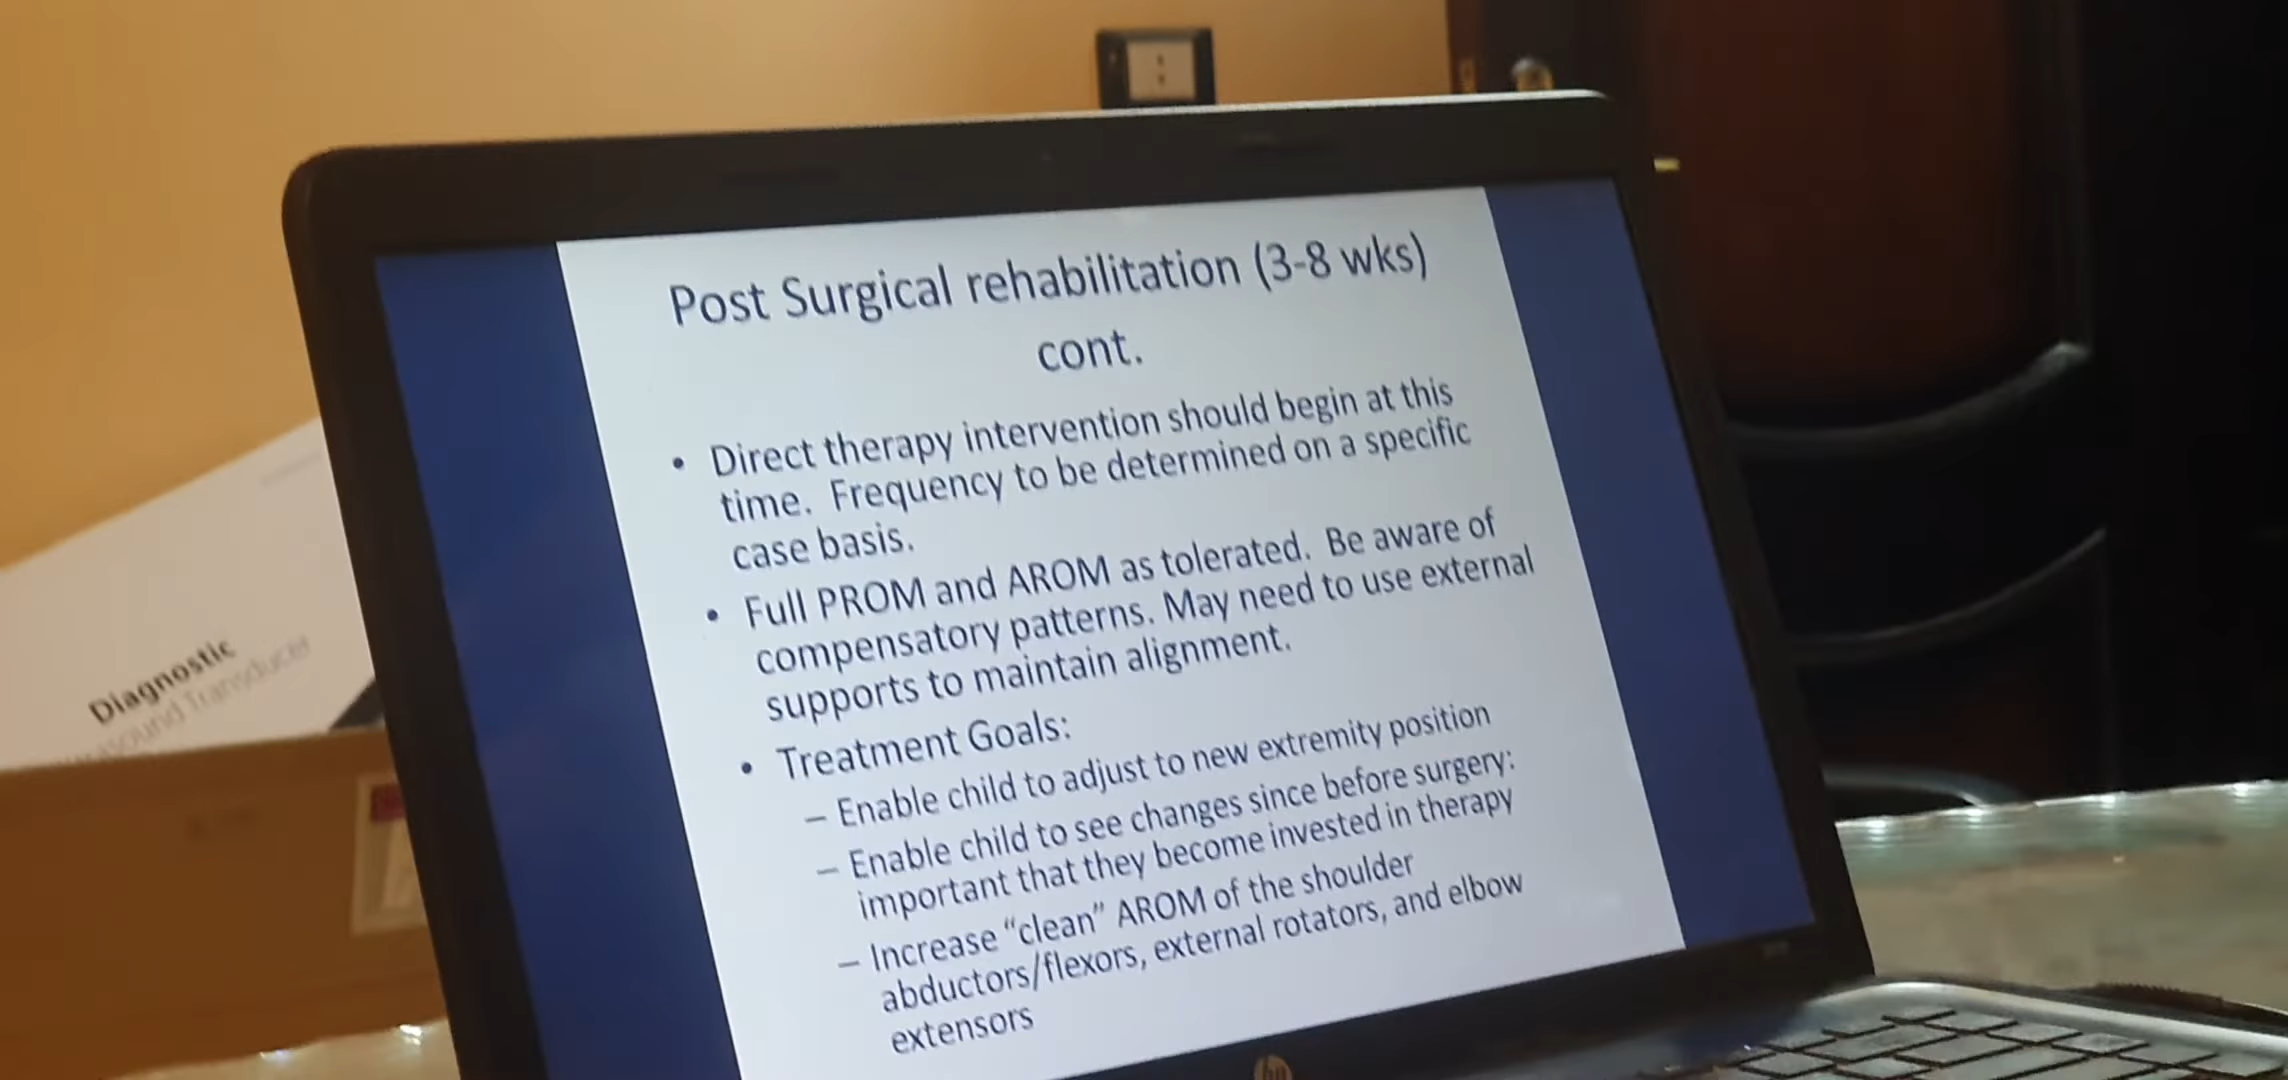 Post Surgical rehabilitation (3-8 wks)
cont.
• Direct therapy intervention should begin at this
time. Frequency to be determined on a specific
case basis.
• Full PROM and AROM as tolerated. Be aware of
compensatory patterns. May need to use external
supports to maintain alignment.
• Treatment Goals:
– Enable child to adjust to new extremity position
– Enable child to see changes since before surgery:
important that they become invested in therapy
– Increase “clean” AROM of the shoulder
abductors/flexors, external rotators, and elbow
extensors
Diagnostic
Transducer
hp